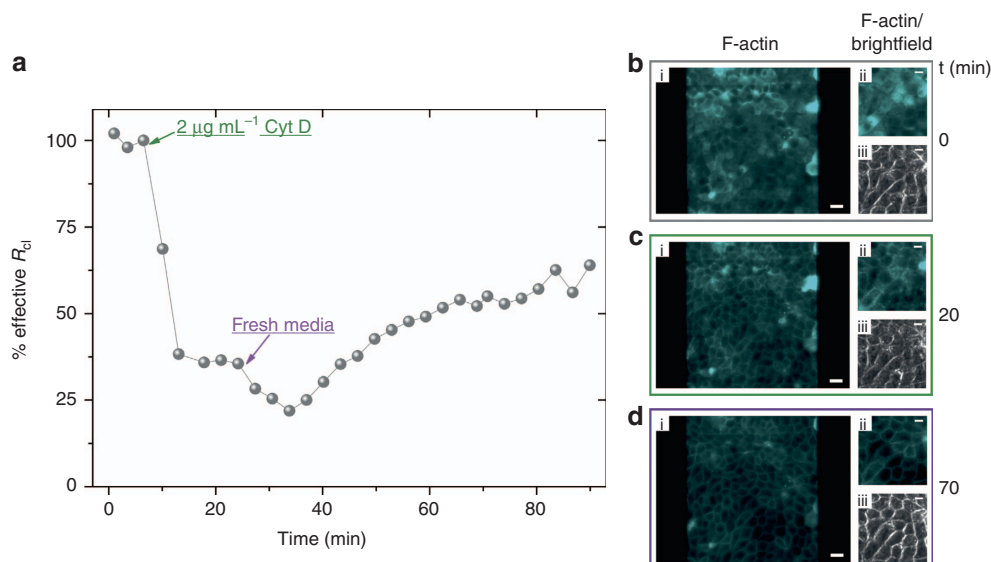 a
% effective Rcl
100
75
50
25
0
2 μg mL⁻¹ Cyt D
Fresh media
0
20
40
60
80
Time (min)
F-actin
F-actin/
brightfield
t (min)
b
i
ii
iii
0
c
i
ii
iii
20
d
i
ii
iii
70